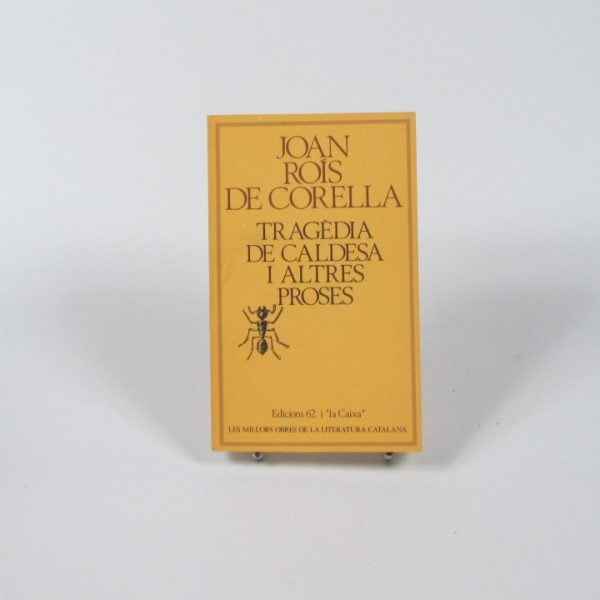 JOAN
ROÍS
DE CORELLA
TRAGÈDIA
DE CALDESA
I ALTRES
PROSES
Edicions 62 i "la Caixa"
LES MILLORS OBRES DE LA LITERATURA CATALANA